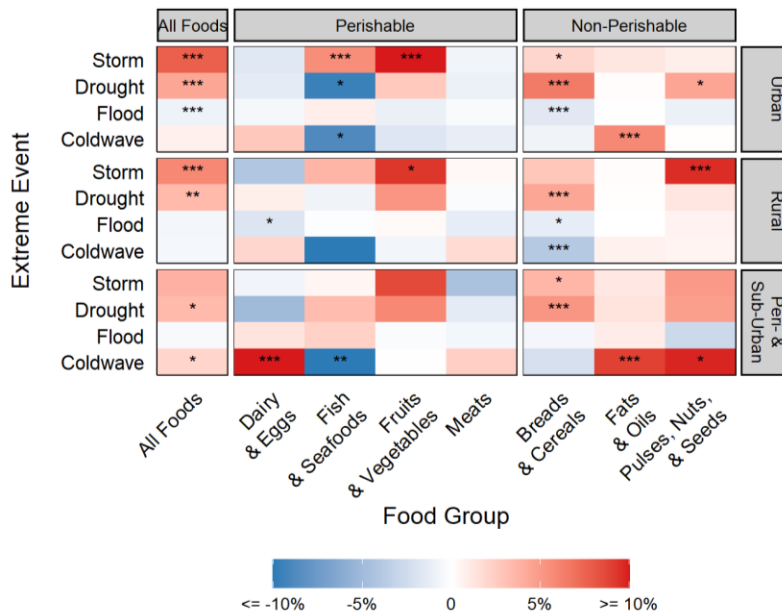 All Foods
Perishable
Non-Perishable
Extreme Event
Storm *** *** *** *
Drought *** * *** *
Flood *** ***
Coldwave * ***
Urban
Storm *** * ***
Drought ** ***
Flood * *
Coldwave ***
Rural
Storm *
Drought * ***
Flood
Coldwave * *** ** *** *
Peri- &
Sub-Urban
All Foods
Dairy
& Eggs
Fish
& Seafoods
Fruits
& Vegetables
Meats
Breads
& Cereals
Fats
& Oils
Pulses, Nuts,
& Seeds
Food Group
<= -10% -5% 0 5% >= 10%